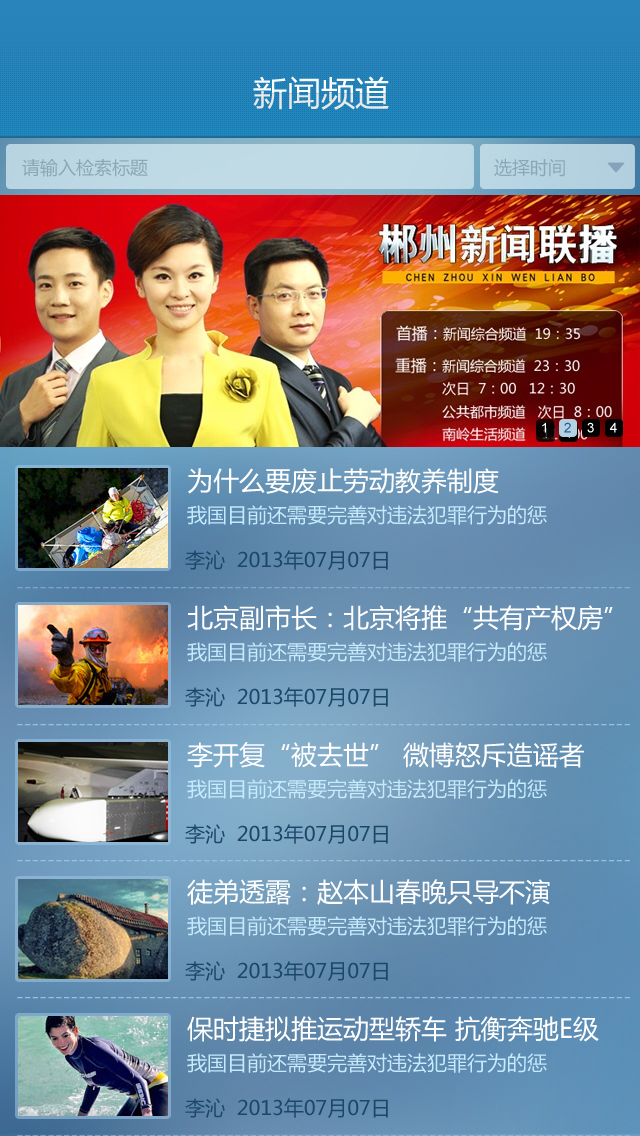 新闻频道
请输入检索标题
选择时间
郴州新闻联播
CHEN ZHOU XIN WEN LIAN BO
首播：新闻综合频道 19：35
重播：新闻综合频道 23：30
次日 7：00 12：30
公共都市频道 次日 8：00
南岭生活频道
1 2 3 4
为什么要废止劳动教养制度
我国目前还需要完善对违法犯罪行为的惩
李沁 2013年07月07日
北京副市长：北京将推“共有产权房”
我国目前还需要完善对违法犯罪行为的惩
李沁 2013年07月07日
李开复“被去世” 微博怒斥造谣者
我国目前还需要完善对违法犯罪行为的惩
李沁 2013年07月07日
徒弟透露：赵本山春晚只导不演
我国目前还需要完善对违法犯罪行为的惩
李沁 2013年07月07日
保时捷拟推运动型轿车 抗衡奔驰E级
我国目前还需要完善对违法犯罪行为的惩
李沁 2013年07月07日